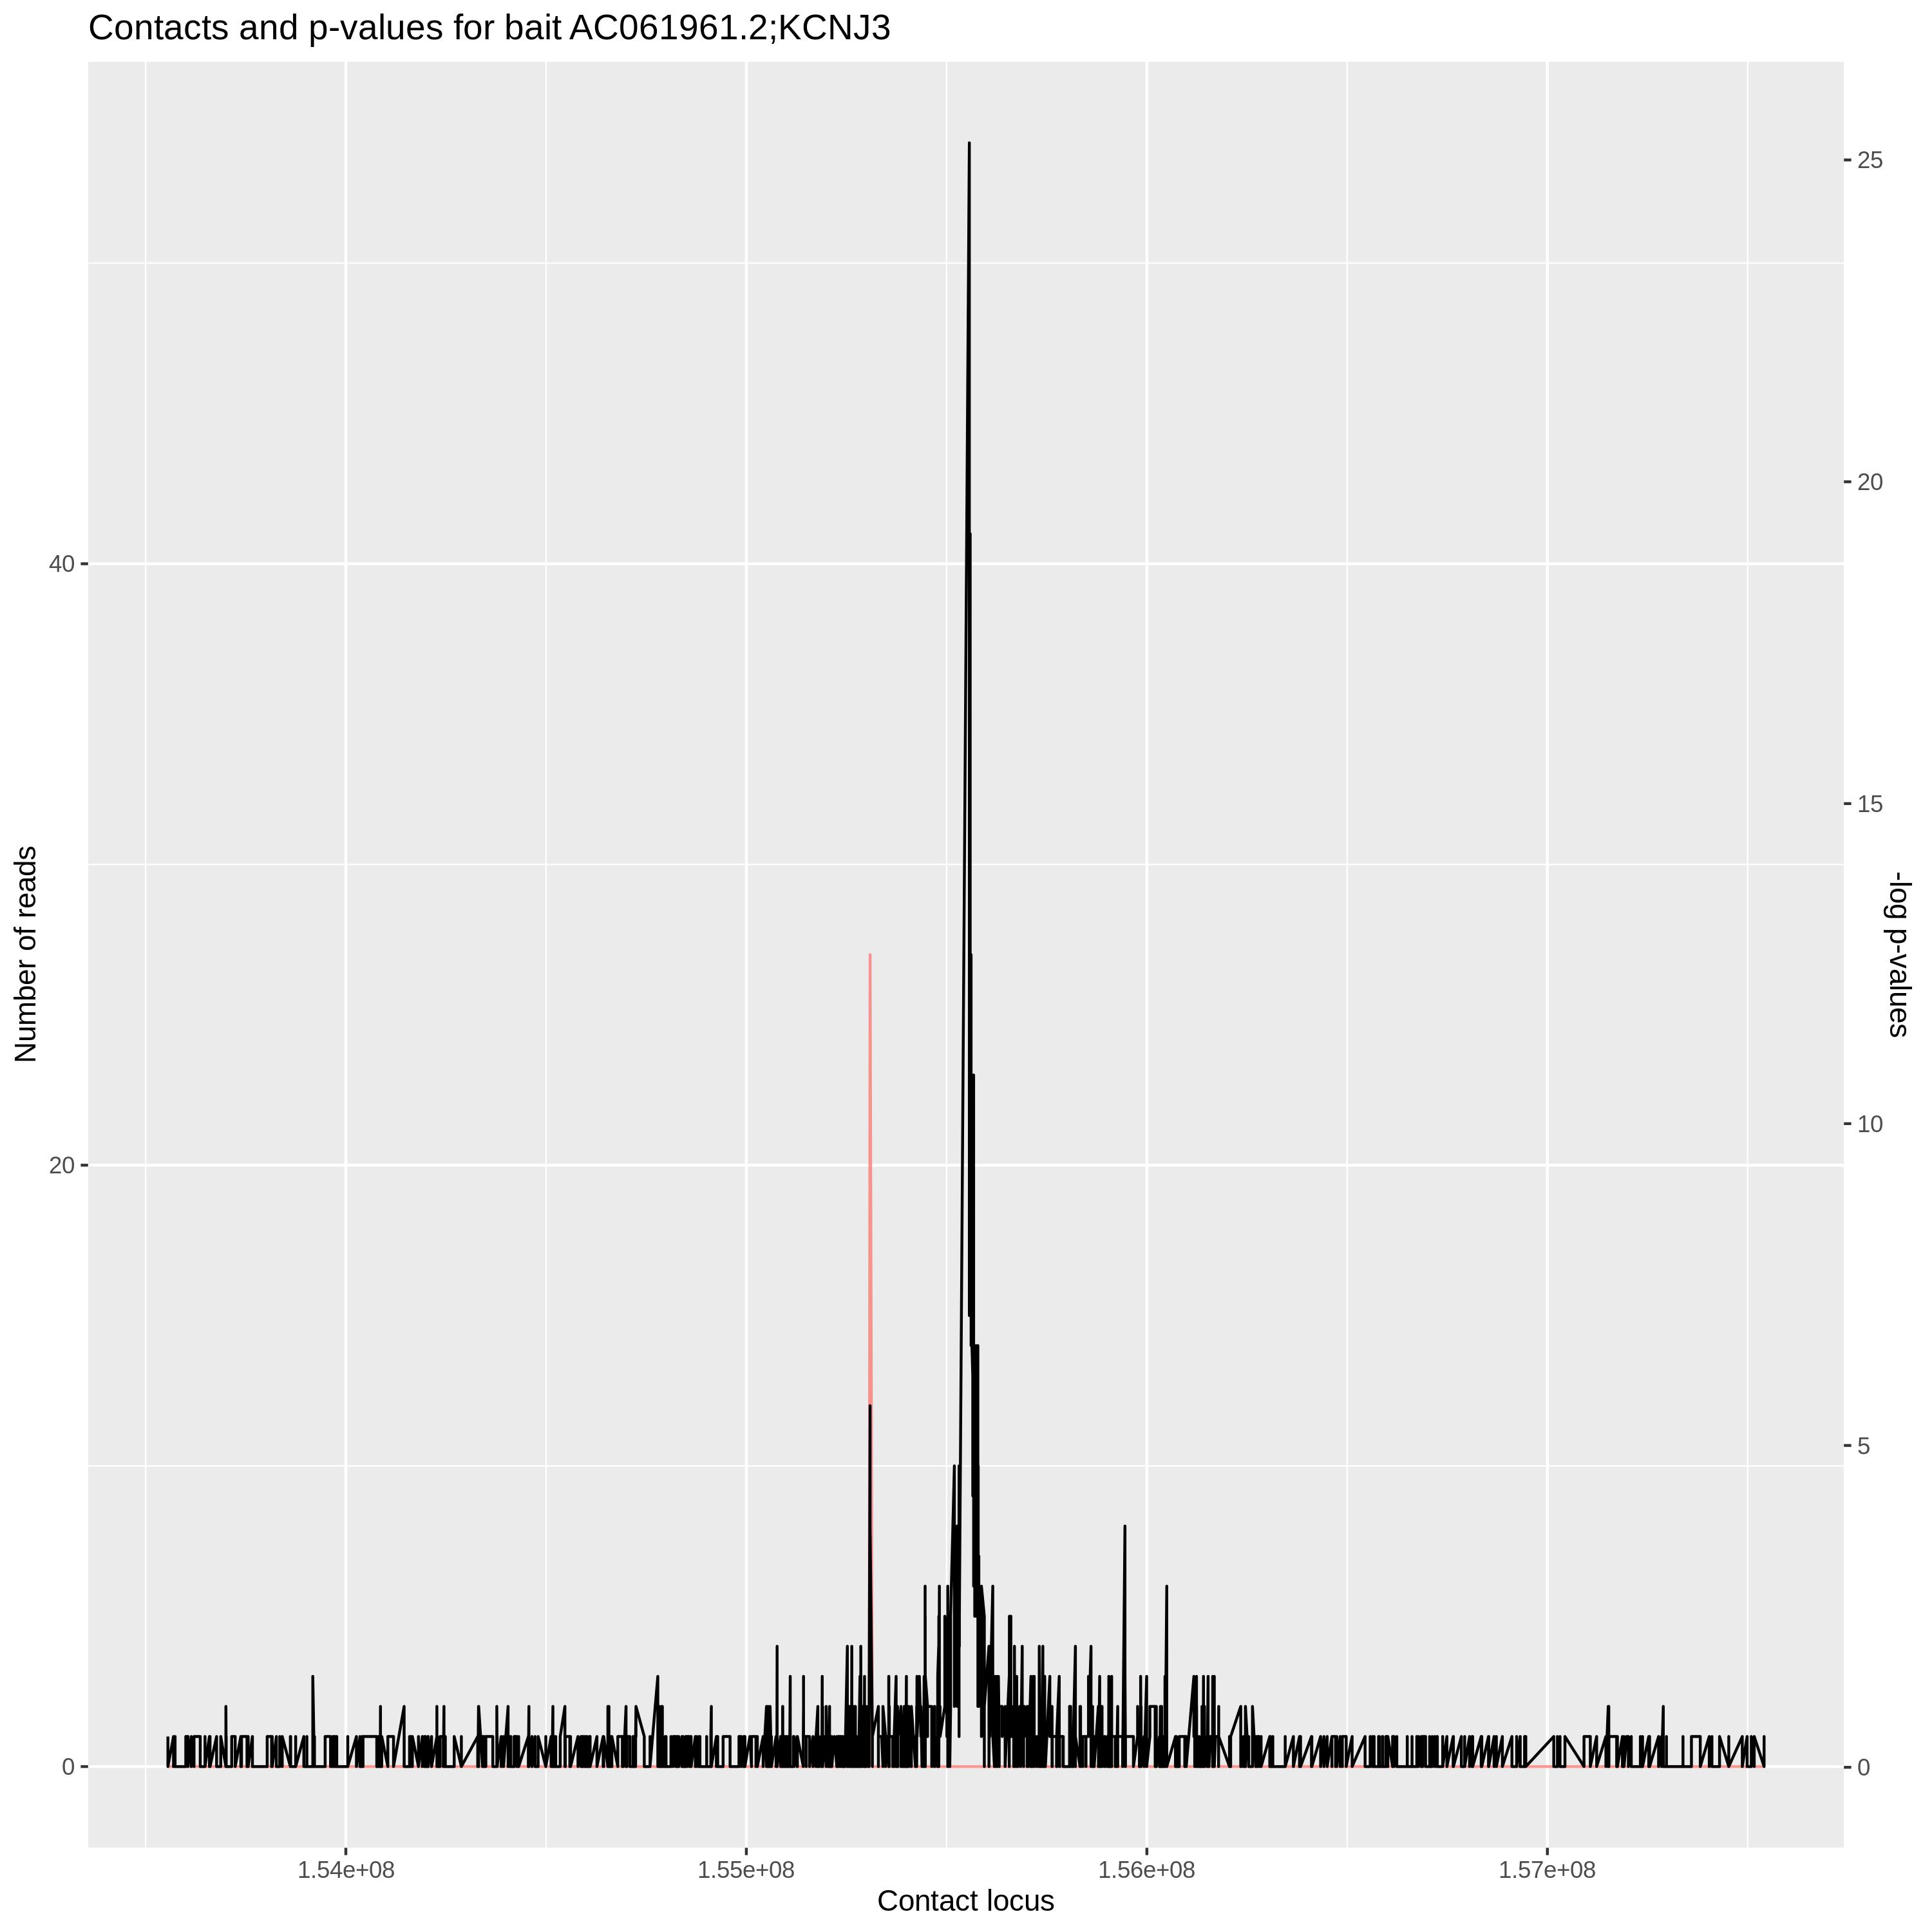 Contacts and p-values for bait AC061961.2;KCNJ3
Number of reads
40
20
0
25
20
15
10
5
0
-log p-values
1.54e+08
1.55e+08
1.56e+08
1.57e+08
Contact locus